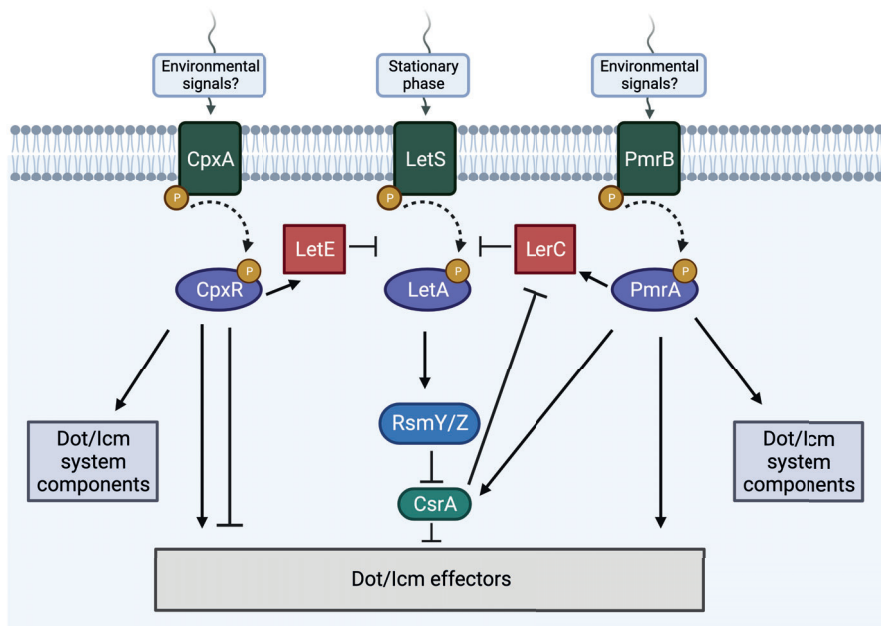 Environmental
signals?
Stationary
phase
Environmental
signals?
CpxA
LetS
PmrB
P
P
P
LetE
LerC
P
P
P
CpxR
LetA
PmrA
RsmY/Z
Dot/Icm
system
components
Dot/Icm
system
components
CsrA
Dot/Icm effectors